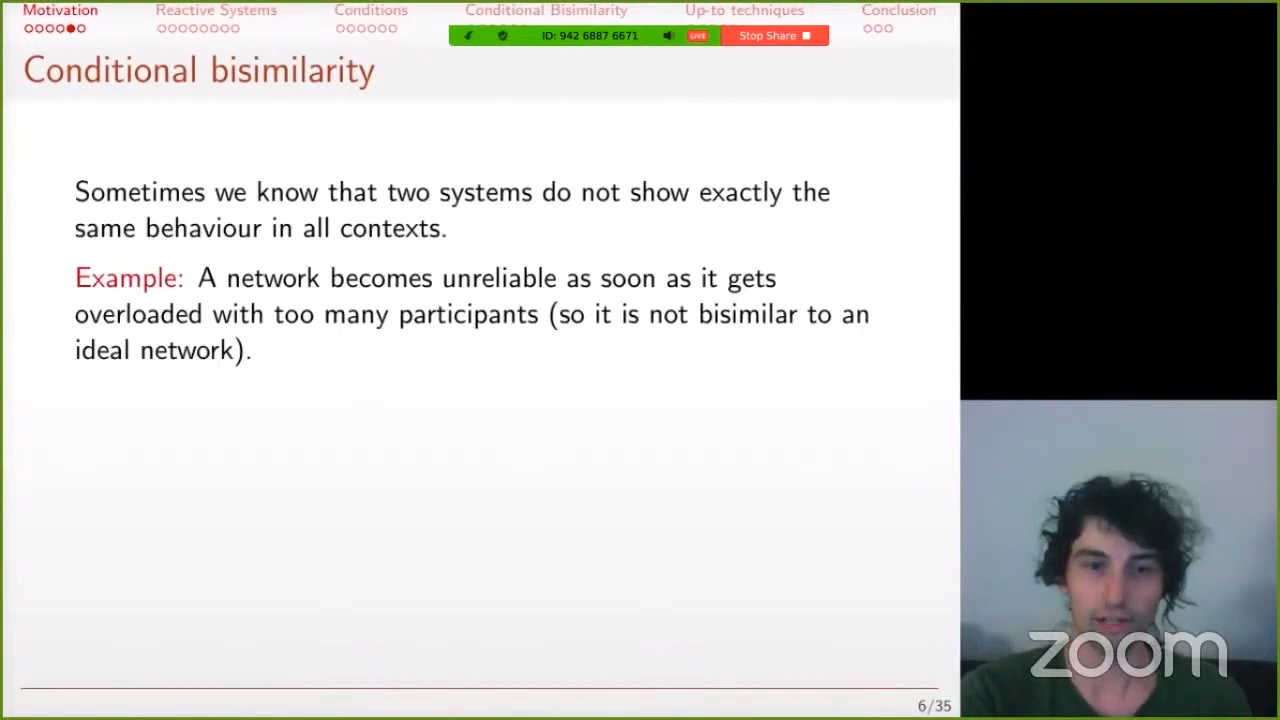 Motivation Reactive Systems Conditions Conditional Bisimilarity Up-to techniques Conclusion
ID: 942 6887 6671 LIVE Stop Share
Conditional bisimilarity
Sometimes we know that two systems do not show exactly the
same behaviour in all contexts.
Example: A network becomes unreliable as soon as it gets
overloaded with too many participants (so it is not bisimilar to an
ideal network).
zoom
6/35